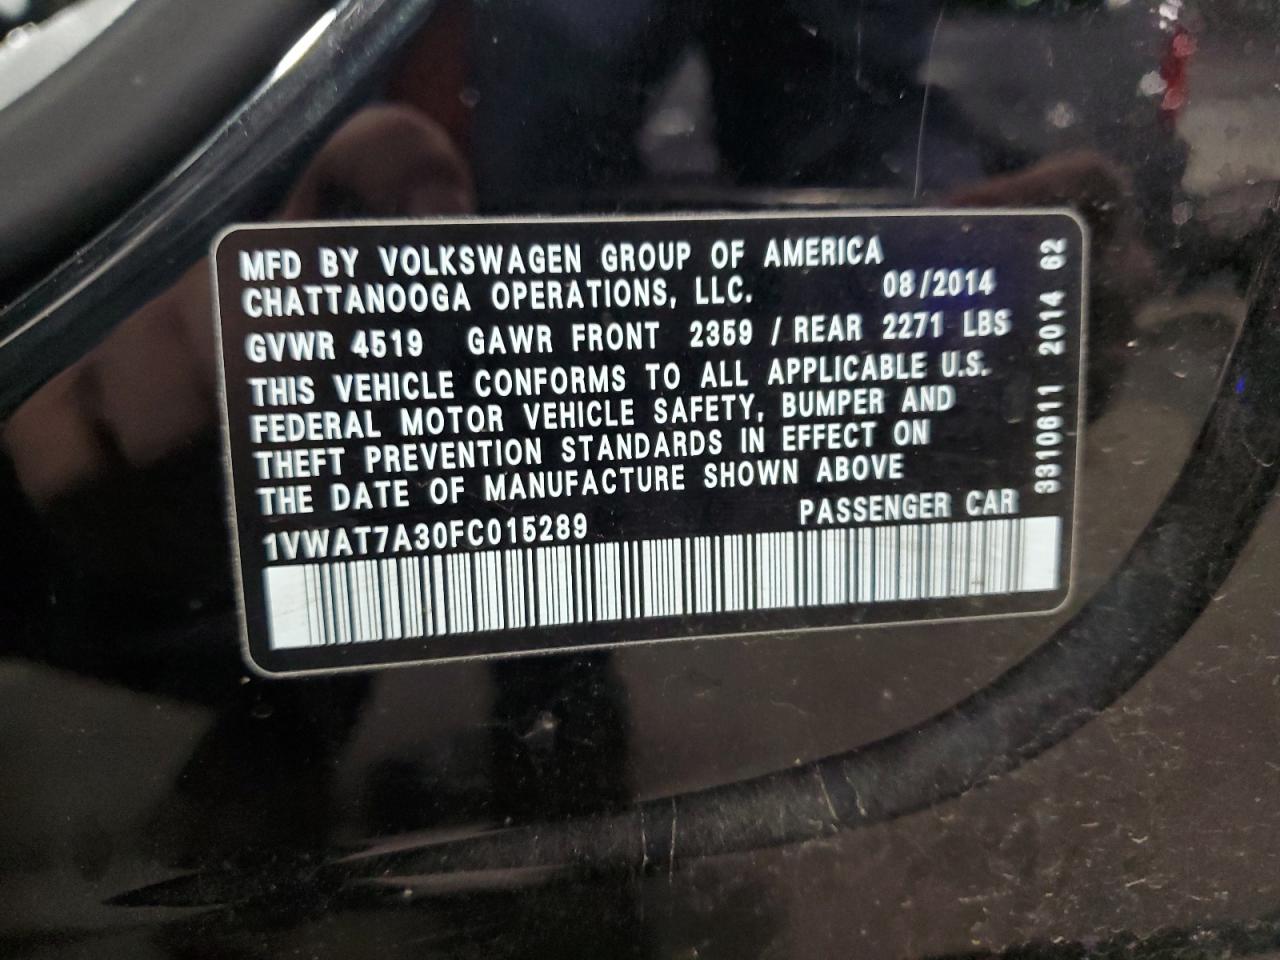 MFD BY VOLKSWAGEN GROUP OF AMERICA
CHATTANOOGA OPERATIONS, LLC. 08/2014
GVWR 4519 GAWR FRONT 2359 / REAR 2271 LBS
THIS VEHICLE CONFORMS TO ALL APPLICABLE U.S.
FEDERAL MOTOR VEHICLE SAFETY, BUMPER AND
THEFT PREVENTION STANDARDS IN EFFECT ON
THE DATE OF MANUFACTURE SHOWN ABOVE
1VWAT7A30FC015289 PASSENGER CAR
3310611 2014 62